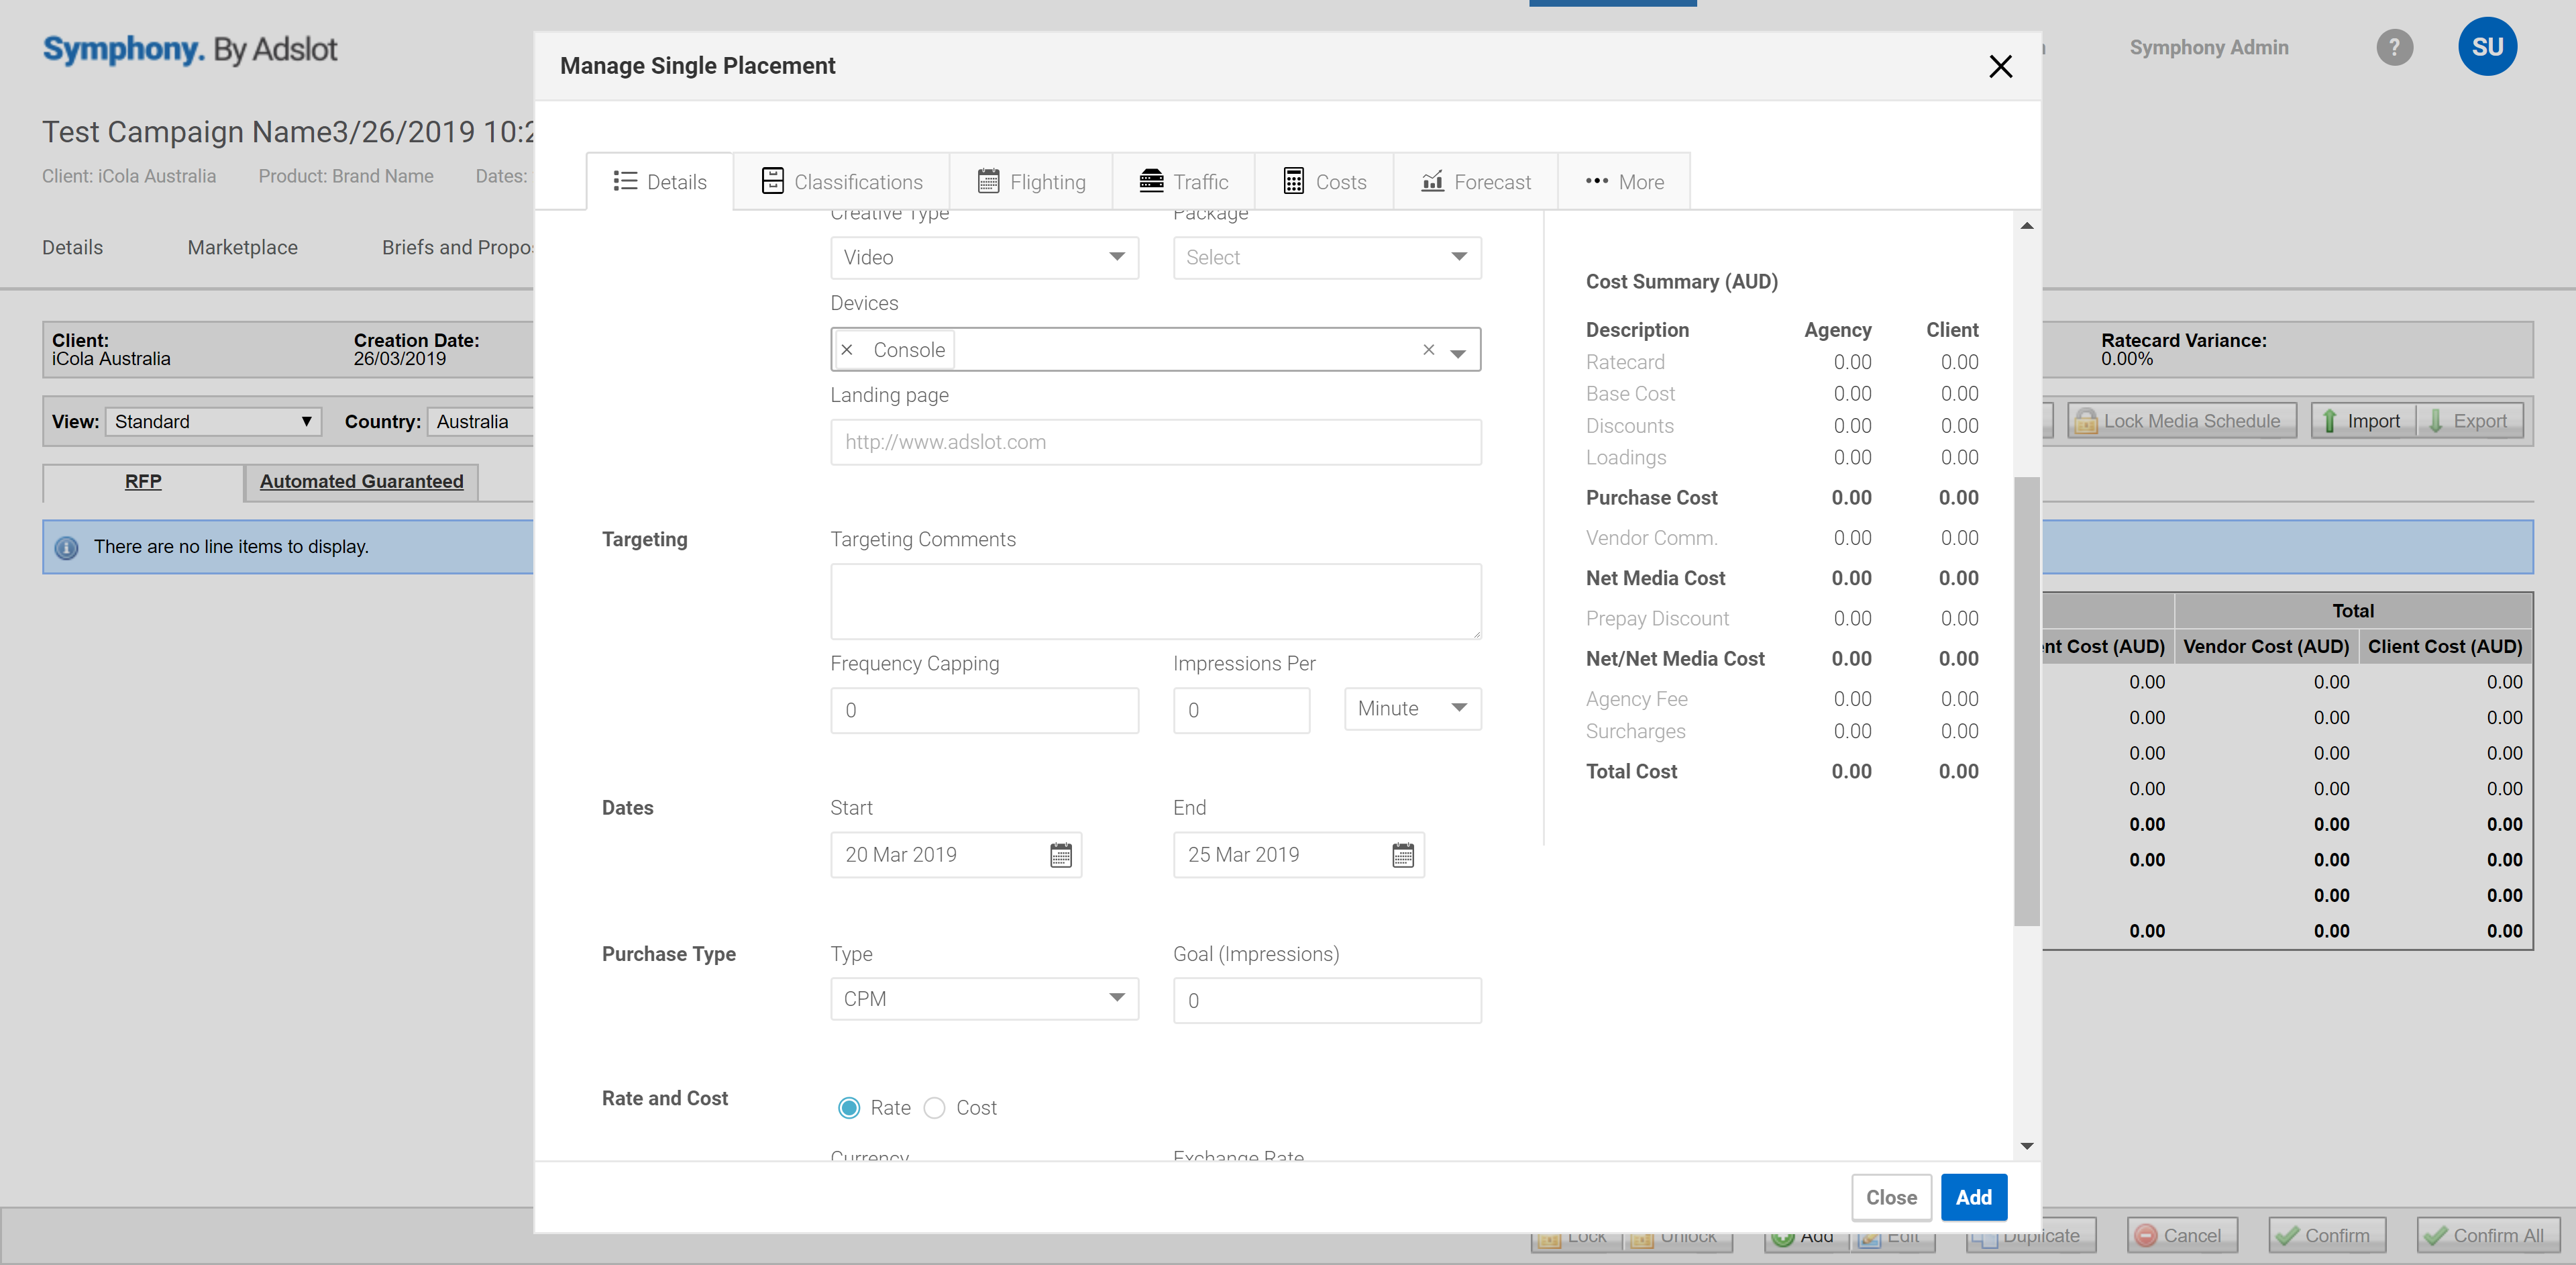 Symphony. By Adslot
Symphony Admin
?
SU
Manage Single Placement
Test Campaign Name3/26/2019 10:2
Client: iCola Australia Product: Brand Name Dates:
Details Classifications Flighting Traffic Costs Forecast More
Details Marketplace Briefs and Propos
Creative Type Package
Video Select
Devices
Console
Landing page
http://www.adslot.com
Targeting Targeting Comments
Frequency Capping Impressions Per
0 0 Minute
Dates Start End
20 Mar 2019 25 Mar 2019
Purchase Type Type Goal (Impressions)
CPM 0
Rate and Cost Rate Cost
Currency Exchange Rate
Cost Summary (AUD)
Description Agency Client
Ratecard 0.00 0.00
Base Cost 0.00 0.00
Discounts 0.00 0.00
Loadings 0.00 0.00
Purchase Cost 0.00 0.00
Vendor Comm. 0.00 0.00
Net Media Cost 0.00 0.00
Prepay Discount 0.00 0.00
Net/Net Media Cost 0.00 0.00
Agency Fee 0.00 0.00
Surcharges 0.00 0.00
Total Cost 0.00 0.00
Close Add
Client: Creation Date: Ratecard Variance:
iCola Australia 26/03/2019 0.00%
View: Standard Country: Australia
Lock Media Schedule Import Export
RFP Automated Guaranteed
There are no line items to display.
Total
nt Cost (AUD) Vendor Cost (AUD) Client Cost (AUD)
0.00 0.00 0.00
0.00 0.00 0.00
0.00 0.00 0.00
0.00 0.00 0.00
0.00 0.00 0.00
0.00 0.00 0.00
0.00 0.00
0.00 0.00 0.00
Lock Unlock Add Edit Duplicate Cancel Confirm Confirm All